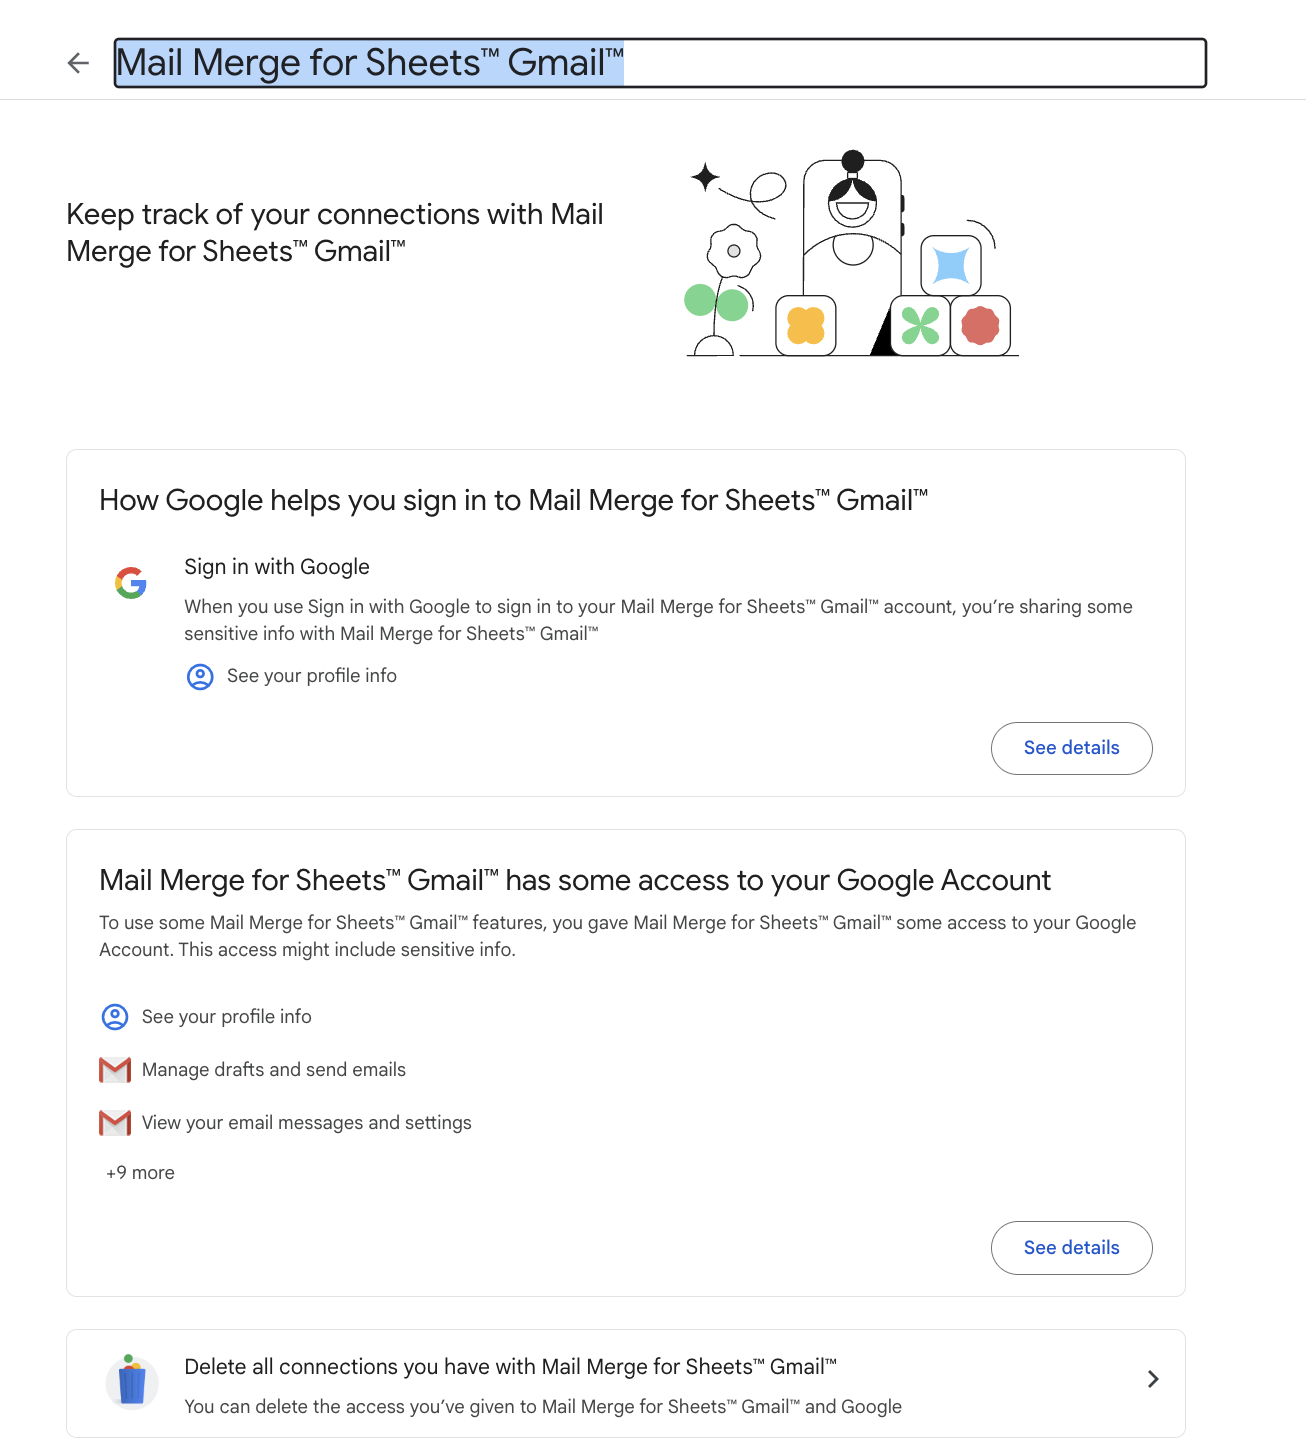 Mail Merge for Sheets™ Gmail™
Keep track of your connections with Mail
Merge for Sheets™ Gmail™
How Google helps you sign in to Mail Merge for Sheets™ Gmail™
Sign in with Google
When you use Sign in with Google to sign in to your Mail Merge for Sheets™ Gmail™ account, you’re sharing some
sensitive info with Mail Merge for Sheets™ Gmail™
See your profile info
See details
Mail Merge for Sheets™ Gmail™ has some access to your Google Account
To use some Mail Merge for Sheets™ Gmail™ features, you gave Mail Merge for Sheets™ Gmail™ some access to your Google
Account. This access might include sensitive info.
See your profile info
Manage drafts and send emails
View your email messages and settings
+9 more
See details
Delete all connections you have with Mail Merge for Sheets™ Gmail™
You can delete the access you’ve given to Mail Merge for Sheets™ Gmail™ and Google